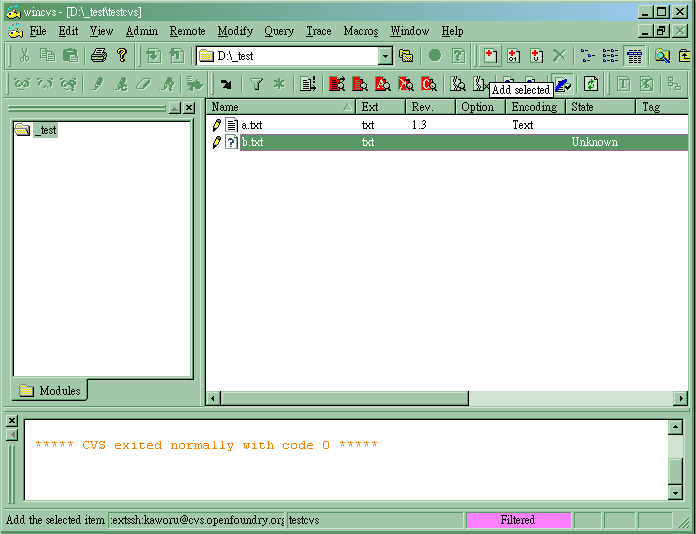 wincvs - [D:\_test\testcvs]
File Edit View Admin Remote Modify Query Trace Macros Window Help
D:\_test
Add selected
Name Ext Rev. Option Encoding State Tag
a.txt txt 1.3 Text
b.txt txt Unknown
_test
Modules
***** CVS exited normally with code 0 *****
Add the selected item :extssh:kaworu@cvs.openfoundry.org testcvs Filtered